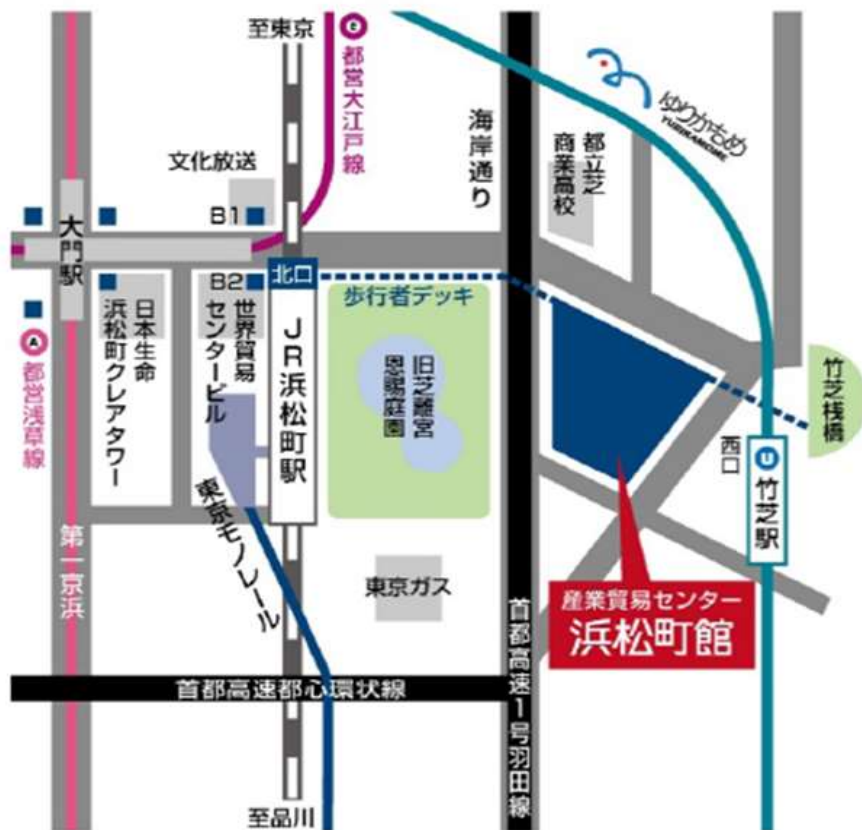 至東京
E
都営大江戸線
ゆりかもめ
YURIKAMOME
海岸通り
都立芝
商業高校
文化放送
B1
大門駅
B2
北口
歩行者デッキ
A
都営浅草線
日本生命
浜松町クレアタワー
世界貿易
センタービル
JR浜松町駅
旧芝離宮
恩賜庭園
竹芝桟橋
西口
U
竹芝駅
第一京浜
東京モノレール
東京ガス
産業貿易センター
浜松町館
首都高速1号羽田線
首都高速都心環状線
至品川